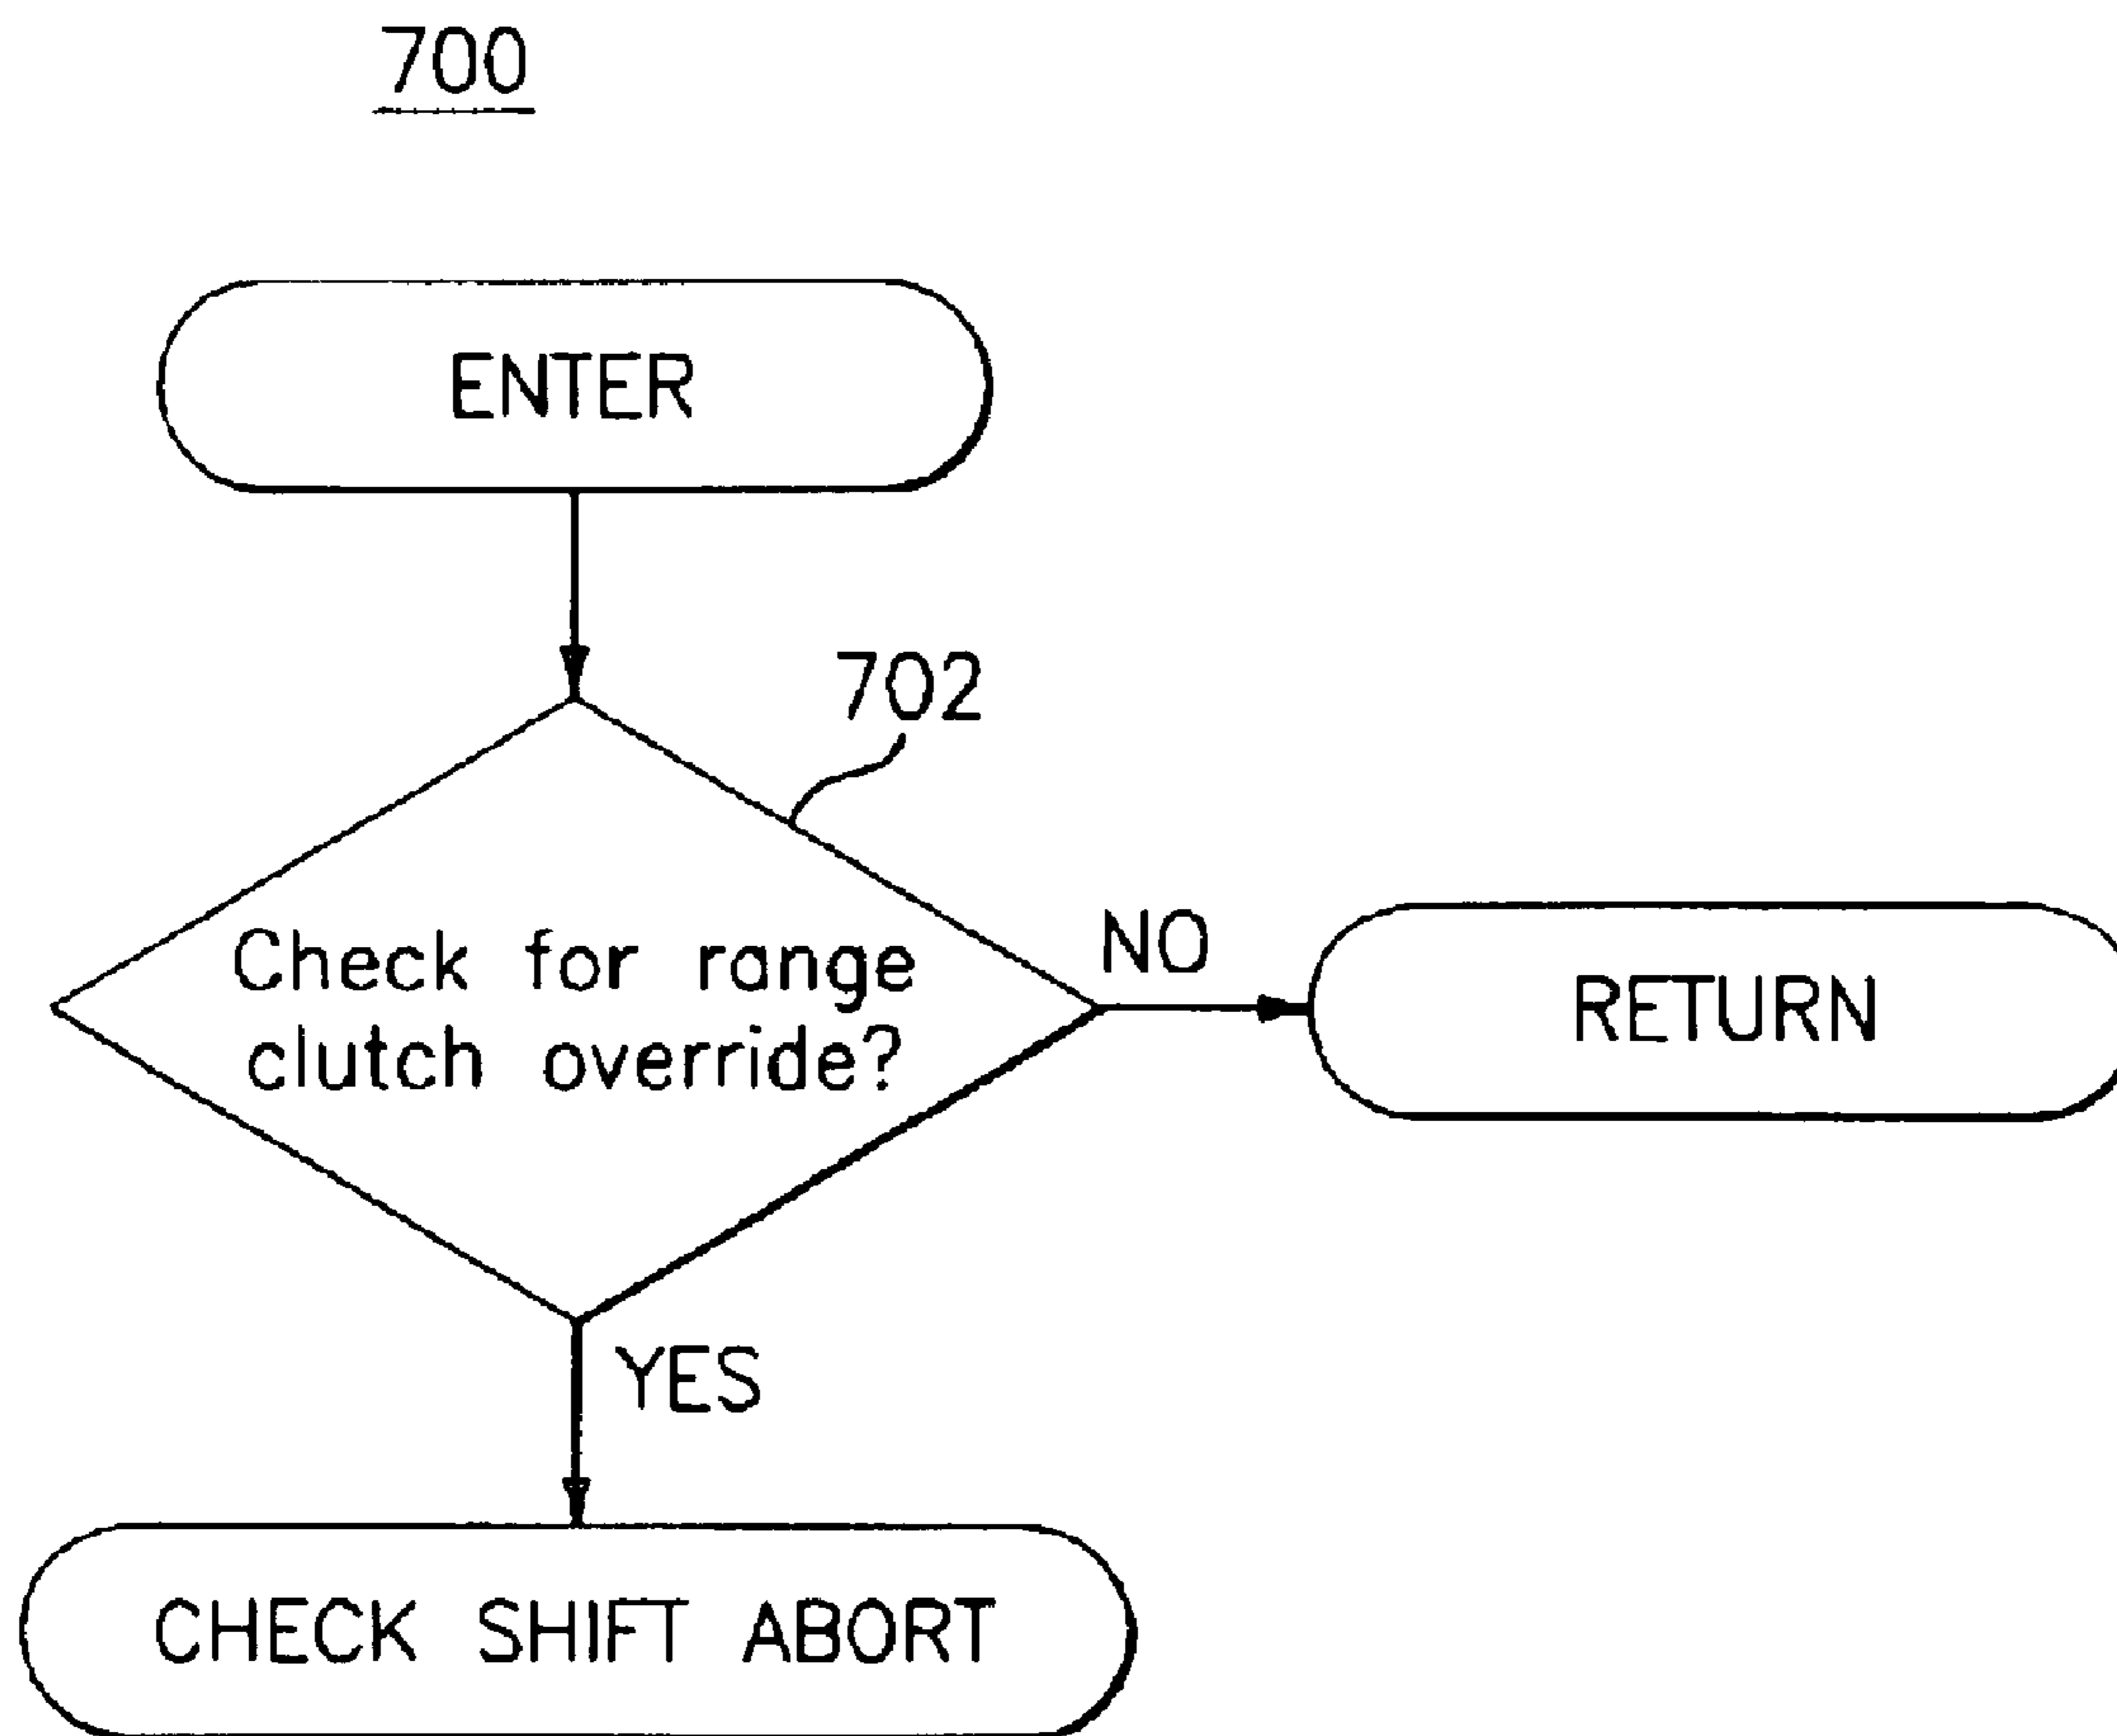 700
ENTER
702
Check for range
clutch override?
NO
RETURN
YES
CHECK SHIFT ABORT